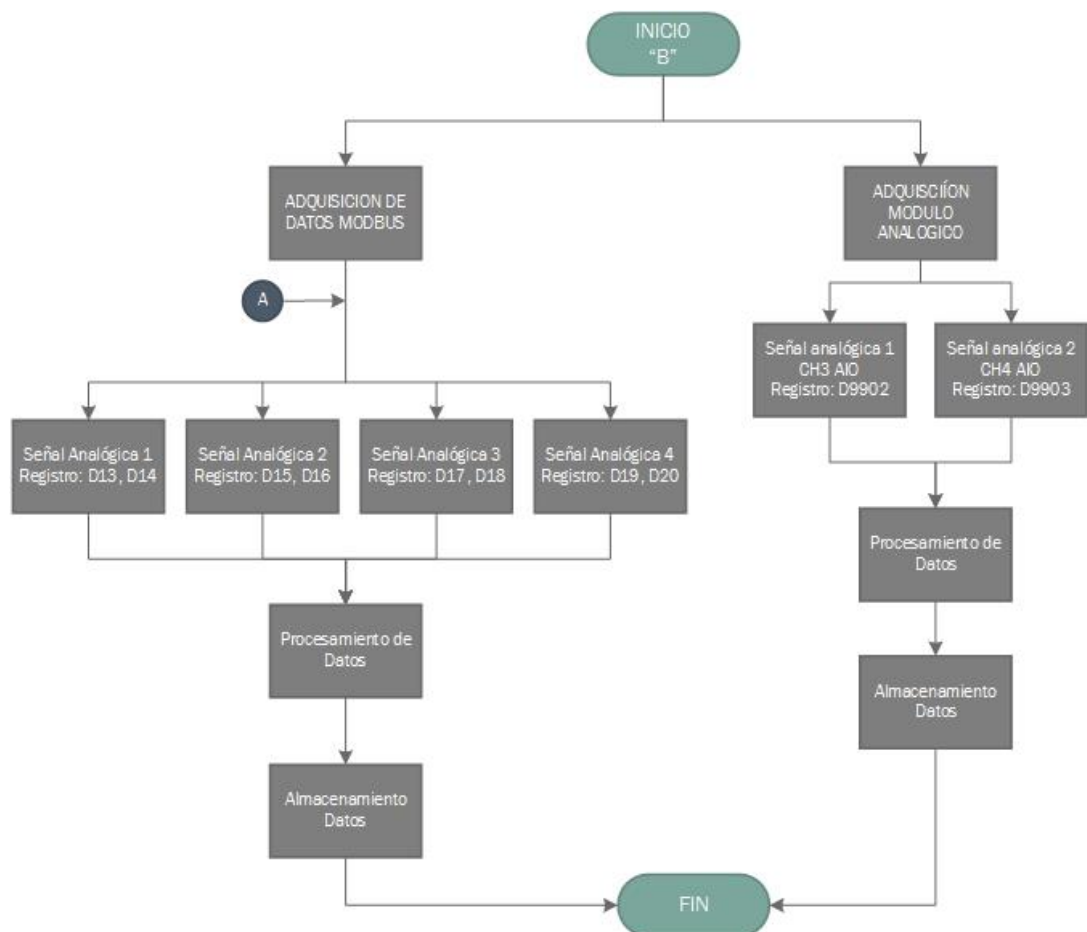 INICIO
“B”
ADQUISICION DE
DATOS MODBUS
ADQUISCIÍON
MODULO
ANALOGICO
A
Señal analógica 1
CH3 AIO
Registro: D9902
Señal analógica 2
CH4 AIO
Registro: D9903
Señal Analógica 1
Registro: D13, D14
Señal Analógica 2
Registro: D15, D16
Señal Analógica 3
Registro: D17, D18
Señal Analógica 4
Registro: D19, D20
Procesamiento de
Datos
Procesamiento de
Datos
Almacenamiento
Datos
Almacenamiento
Datos
FIN